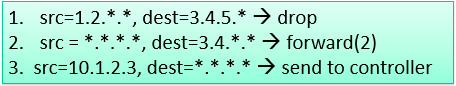 1. src=1.2.*.*, dest=3.4.5.* → drop
2. src = *.*.*.*, dest=3.4.*.* → forward(2)
3. src=10.1.2.3, dest=*.*.*.* → send to controller